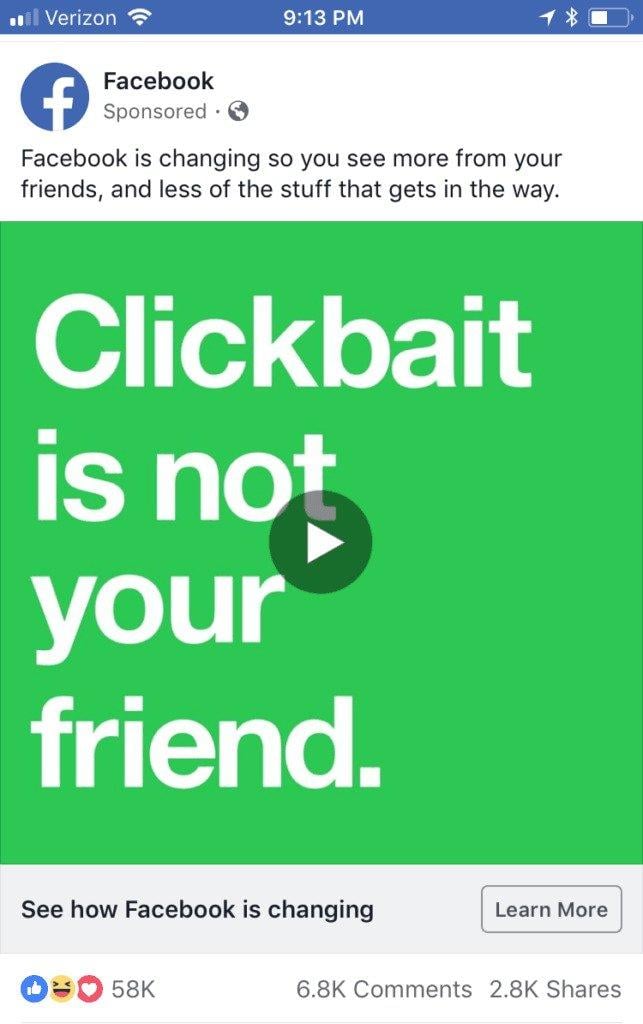 Verizon 9:13 PM
Facebook
Sponsored ·
Facebook is changing so you see more from your
friends, and less of the stuff that gets in the way.
Clickbait
is not
your
friend.
See how Facebook is changing Learn More
58K 6.8K Comments 2.8K Shares